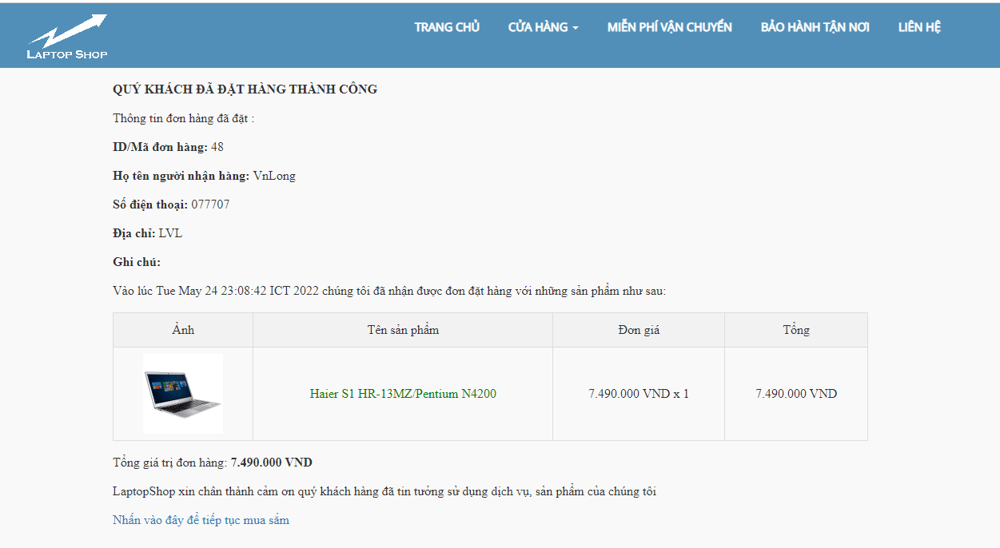 LAPTOP SHOP
TRANG CHỦ CỬA HÀNG MIỄN PHÍ VẬN CHUYỂN BẢO HÀNH TẬN NƠI LIÊN HỆ
QUÝ KHÁCH ĐÃ ĐẶT HÀNG THÀNH CÔNG
Thông tin đơn hàng đã đặt :
ID/Mã đơn hàng: 48
Họ tên người nhận hàng: VnLong
Số điện thoại: 077707
Địa chỉ: LVL
Ghi chú:
Vào lúc Tue May 24 23:08:42 ICT 2022 chúng tôi đã nhận được đơn đặt hàng với những sản phẩm như sau:
Ảnh Tên sản phẩm Đơn giá Tổng
Haier S1 HR-13MZ/Pentium N4200 7.490.000 VND x 1 7.490.000 VND
Tổng giá trị đơn hàng: 7.490.000 VND
LaptopShop xin chân thành cảm ơn quý khách hàng đã tin tưởng sử dụng dịch vụ, sản phẩm của chúng tôi
Nhấn vào đây để tiếp tục mua sắm